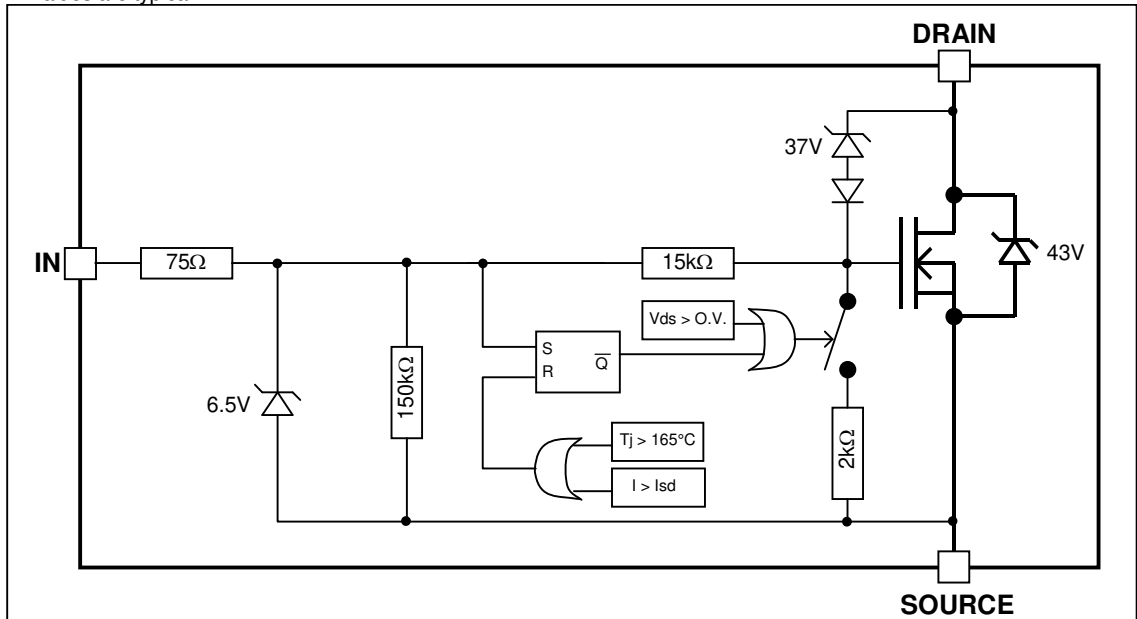 DRAIN
37V
IN
75Ω
15kΩ
43V
Vds > O.V.
S
R
Q̅
6.5V
150kΩ
Tj > 165°C
I > Isd
2kΩ
SOURCE